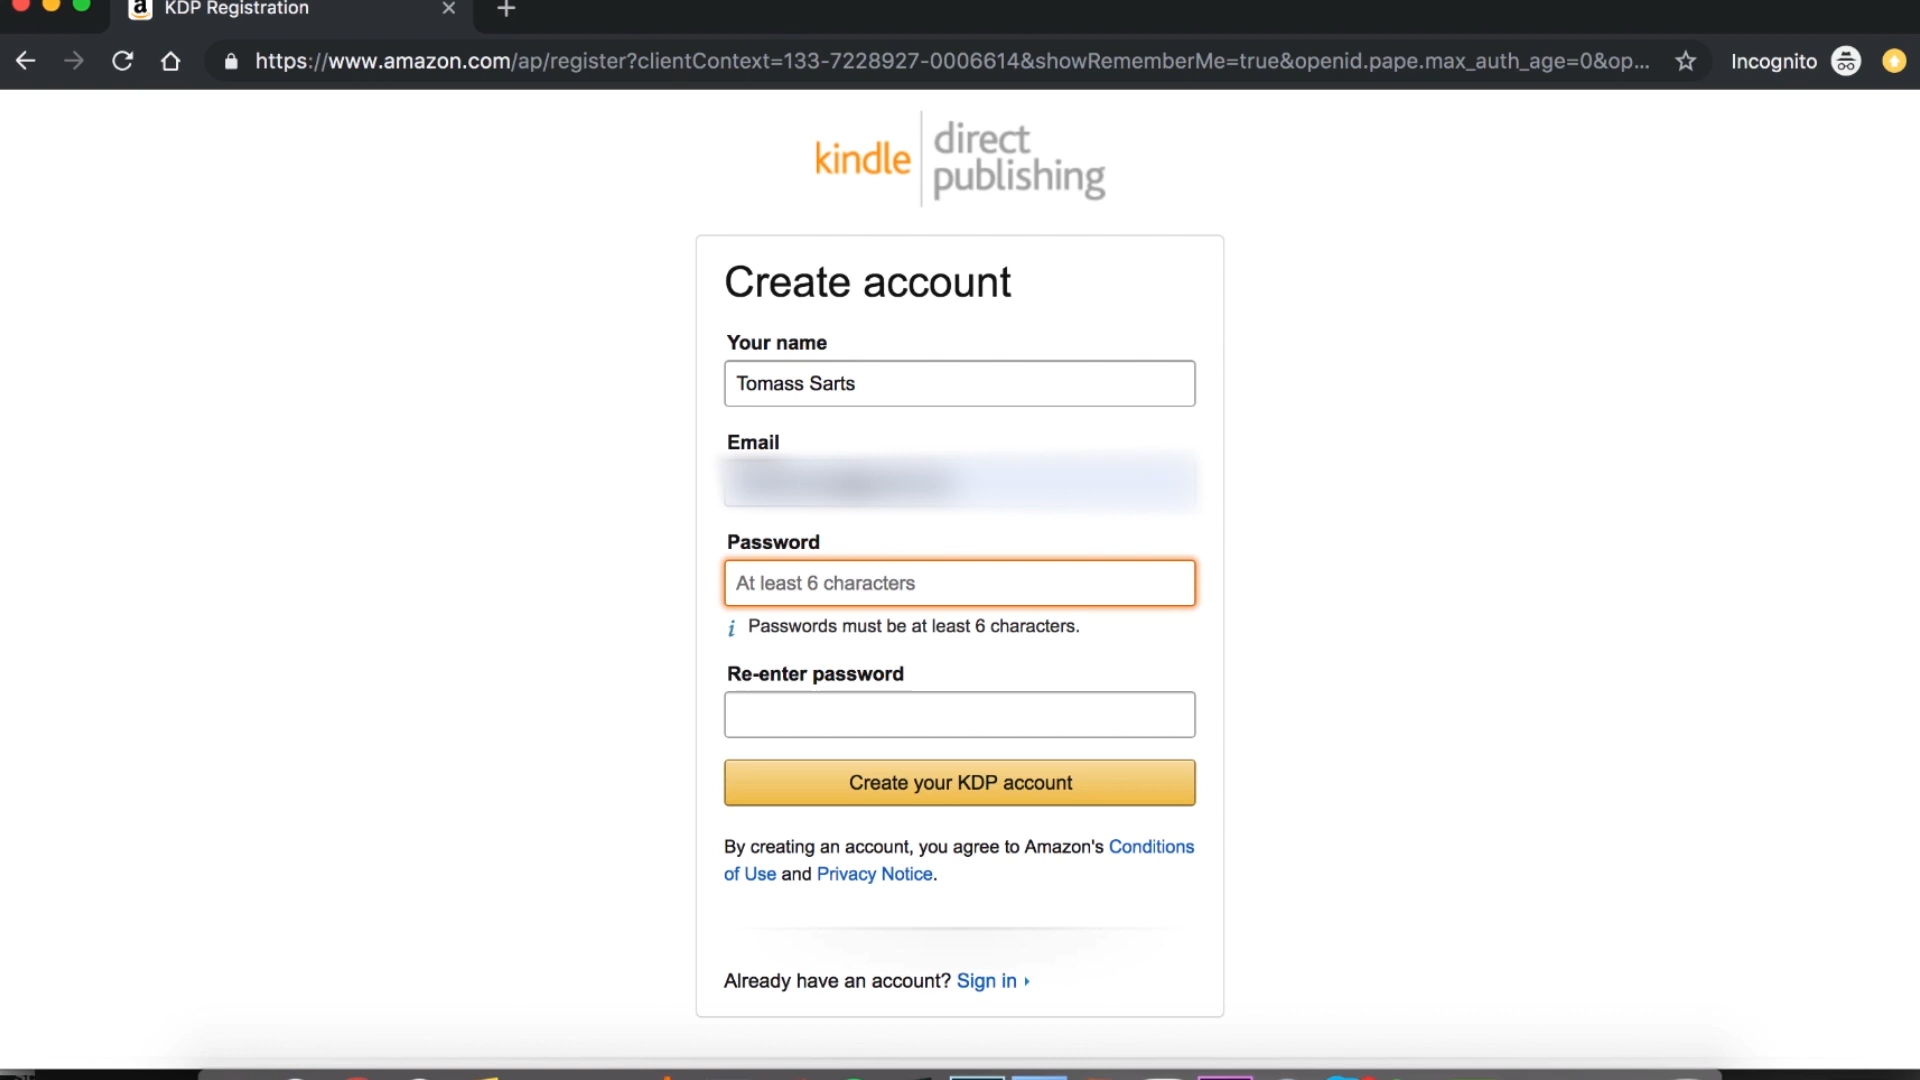 KDP Registration
https://www.amazon.com/ap/register?clientContext=133-7228927-0006614&showRememberMe=true&openid.pape.max_auth_age=0&op...
Incognito
kindle direct publishing
Create account
Your name
Tomass Sarts
Email
Password
At least 6 characters
i Passwords must be at least 6 characters.
Re-enter password
Create your KDP account
By creating an account, you agree to Amazon's Conditions
of Use and Privacy Notice.
Already have an account? Sign in